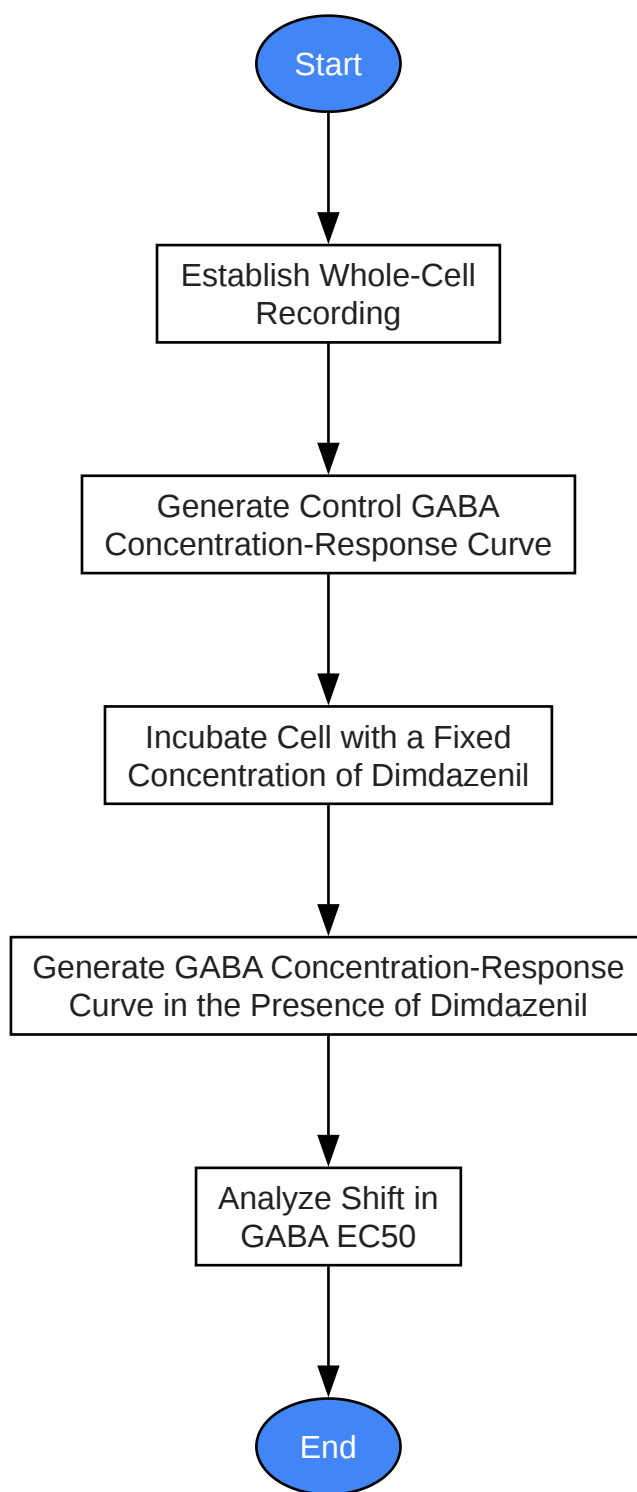 Start
Establish Whole-Cell
Recording
Generate Control GABA
Concentration-Response Curve
Incubate Cell with a Fixed
Concentration of Dimdazenil
Generate GABA Concentration-Response
Curve in the Presence of Dimdazenil
Analyze Shift in
GABA EC50
End